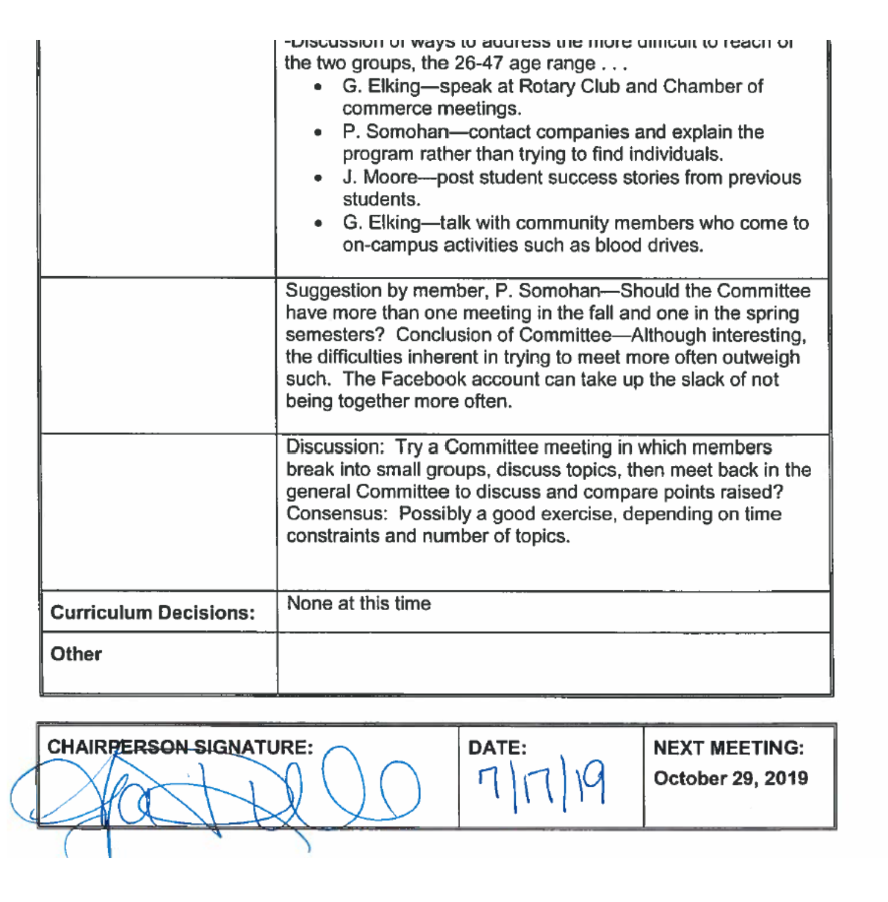 -Discussion of ways to address the more difficult to reach of
the two groups, the 26-47 age range . . .
• G. Elking—speak at Rotary Club and Chamber of
commerce meetings.
• P. Somohan—contact companies and explain the
program rather than trying to find individuals.
• J. Moore—post student success stories from previous
students.
• G. Elking—talk with community members who come to
on-campus activities such as blood drives.
Suggestion by member, P. Somohan—Should the Committee
have more than one meeting in the fall and one in the spring
semesters?  Conclusion of Committee—Although interesting,
the difficulties inherent in trying to meet more often outweigh
such.  The Facebook account can take up the slack of not
being together more often.
Discussion:  Try a Committee meeting in which members
break into small groups, discuss topics, then meet back in the
general Committee to discuss and compare points raised?
Consensus:  Possibly a good exercise, depending on time
constraints and number of topics.
Curriculum Decisions: None at this time
Other
CHAIRPERSON SIGNATURE: DATE: NEXT MEETING:
7/17/19 October 29, 2019